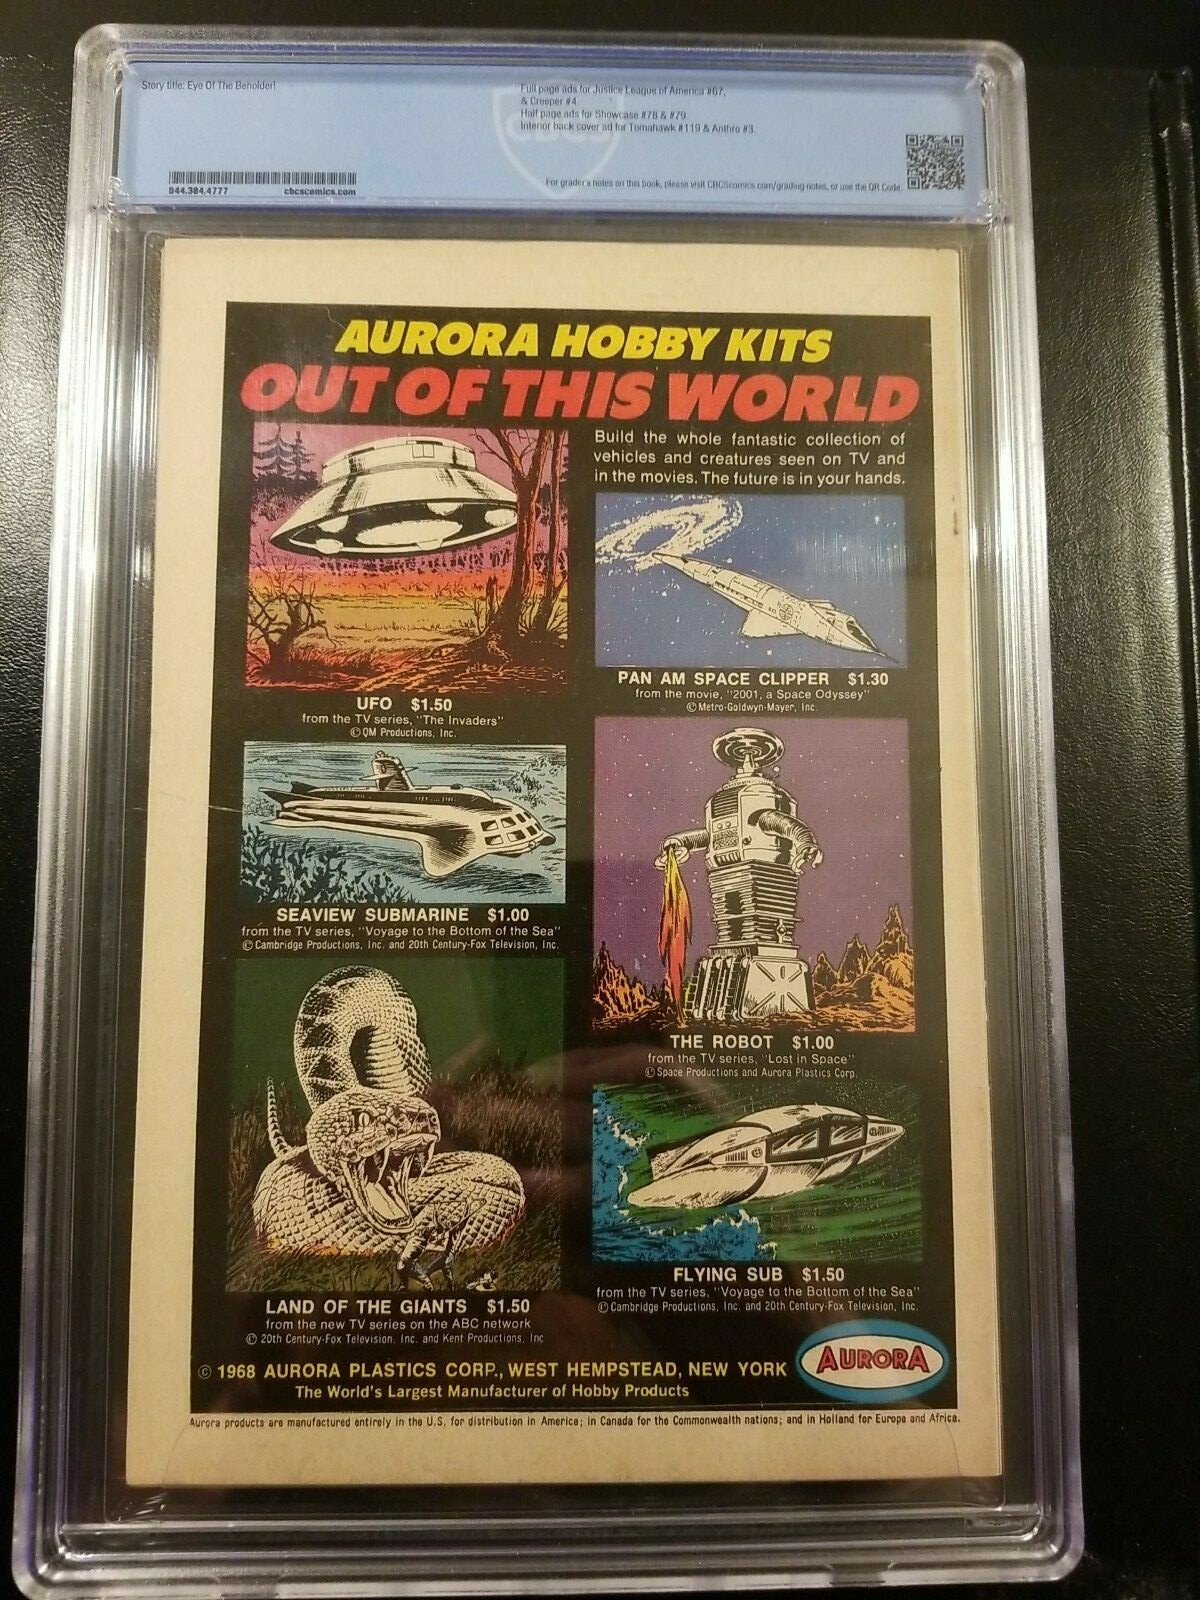 Story title: Eye Of The Beholder!
Full page ads for Justice League of America #67,
& Creeper #4.
Half page ads for Showcase #78 & #79.
Interior back cover ad for Tomahawk #119 & Anthro #3.
CBCS
844.384.4777
cbcscomics.com
For grader's notes on this book, please visit CBCScomics.com/grading-notes, or use the QR Code.
AURORA HOBBY KITS
OUT OF THIS WORLD
Build the whole fantastic collection of
vehicles and creatures seen on TV and
in the movies. The future is in your hands.
UFO $1.50
from the TV series, "The Invaders"
© QM Productions, Inc.
PAN AM SPACE CLIPPER $1.30
from the movie, "2001, a Space Odyssey"
© Metro-Goldwyn-Mayer, Inc.
SEAVIEW SUBMARINE $1.00
from the TV series, "Voyage to the Bottom of the Sea"
© Cambridge Productions, Inc. and 20th Century-Fox Television, Inc.
THE ROBOT $1.00
from the TV series, "Lost in Space"
© Space Productions and Aurora Plastics Corp.
LAND OF THE GIANTS $1.50
from the new TV series on the ABC network
© 20th Century-Fox Television, Inc. and Kent Productions, Inc
FLYING SUB $1.50
from the TV series, "Voyage to the Bottom of the Sea"
© Cambridge Productions, Inc. and 20th Century-Fox Television, Inc.
© 1968 AURORA PLASTICS CORP., WEST HEMPSTEAD, NEW YORK
The World's Largest Manufacturer of Hobby Products
AURORA
Aurora products are manufactured entirely in the U.S. for distribution in America; in Canada for the Commonwealth nations; and in Holland for Europe and Africa.